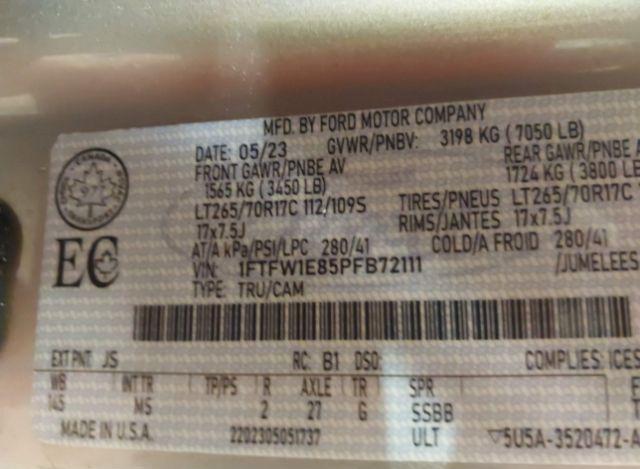 MFD. BY FORD MOTOR COMPANY
DATE: 05/23 GVWR/PNBV: 3198 KG (7050 LB)
FRONT GAWR/PNBE AV REAR GAWR/PNBE A
1565 KG (3450 LB) 1724 KG (3800 LB
LT265/70R17C 112/109S TIRES/PNEUS LT265/70R17C
17x7.5J RIMS/JANTES 17x7.5J
AT/A kPa/PSI/LPC 280/41 COLD/A FROID 280/41
VIN: 1FTFW1E85PFB72111 /JUMELEES
TYPE: TRU/CAM
CANADA
EC
EXT PNT: JS RC: B1 DSO: COMPLIES: ICES
WB INT TR TP/PS R AXLE TR SPR
145 MS 2 27 G SSBB
MADE IN U.S.A. 2202305051737 ULT 5U5A-3520472-A